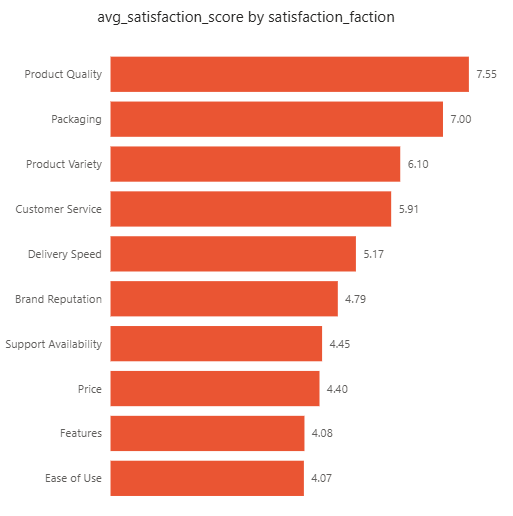 avg_satisfaction_score by satisfaction_faction
Product Quality 7.55
Packaging 7.00
Product Variety 6.10
Customer Service 5.91
Delivery Speed 5.17
Brand Reputation 4.79
Support Availability 4.45
Price 4.40
Features 4.08
Ease of Use 4.07